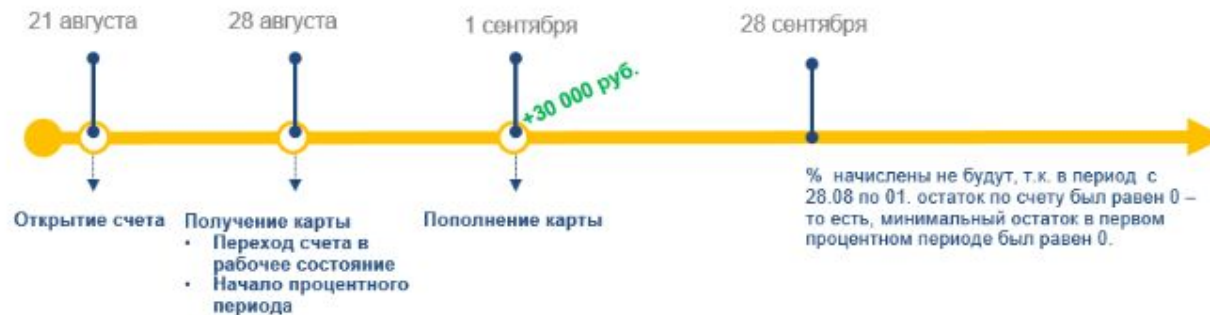 21 августа
28 августа
1 сентября
28 сентября
+30 000 руб.
Открытие счета
Получение карты
• Переход счета в
рабочее состояние
• Начало процентного
периода
Пополнение карты
% начислены не будут, т.к. в период с
28.08 по 01. остаток по счету был равен 0 –
то есть, минимальный остаток в первом
процентном периоде был равен 0.